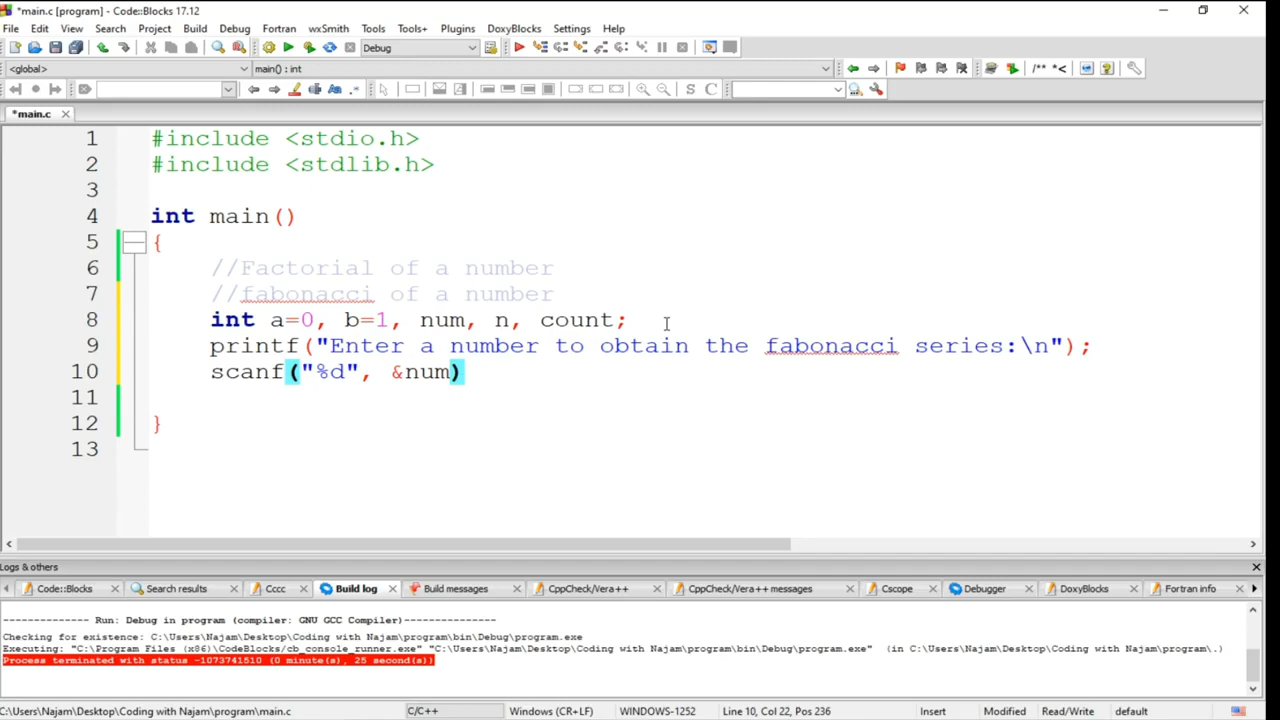 *main.c [program] - Code::Blocks 17.12
File Edit View Search Project Build Debug Fortran wxSmith Tools Tools+ Plugins DoxyBlocks Settings Help
Debug
<global> main() : int
/** *<
S C
*main.c
1 #include <stdio.h>
2 #include <stdlib.h>
3
4 int main()
5 {
6 //Factorial of a number
7 //fabonacci of a number
8 int a=0, b=1, num, n, count;
9 printf("Enter a number to obtain the fabonacci series:\n");
10 scanf("%d", &num)
11
12 }
13
Logs & others
Code::Blocks Search results Cccc Build log Build messages CppCheck/Vera++ CppCheck/Vera++ messages Cscope Debugger DoxyBlocks Fortran info
-------------- Run: Debug in program (compiler: GNU GCC Compiler)---------------
Checking for existence: C:\Users\Najam\Desktop\Coding with Najam\program\bin\Debug\program.exe
Executing: "C:\Program Files (x86)\CodeBlocks/cb_console_runner.exe" "C:\Users\Najam\Desktop\Coding with Najam\program\bin\Debug\program.exe" (in C:\Users\Najam\Desktop\Coding with Najam\program\.)
Process terminated with status -1073741510 (0 minute(s), 25 second(s))
C:\Users\Najam\Desktop\Coding with Najam\program\main.c C/C++ Windows (CR+LF) WINDOWS-1252 Line 10, Col 22, Pos 236 Insert Modified Read/Write default